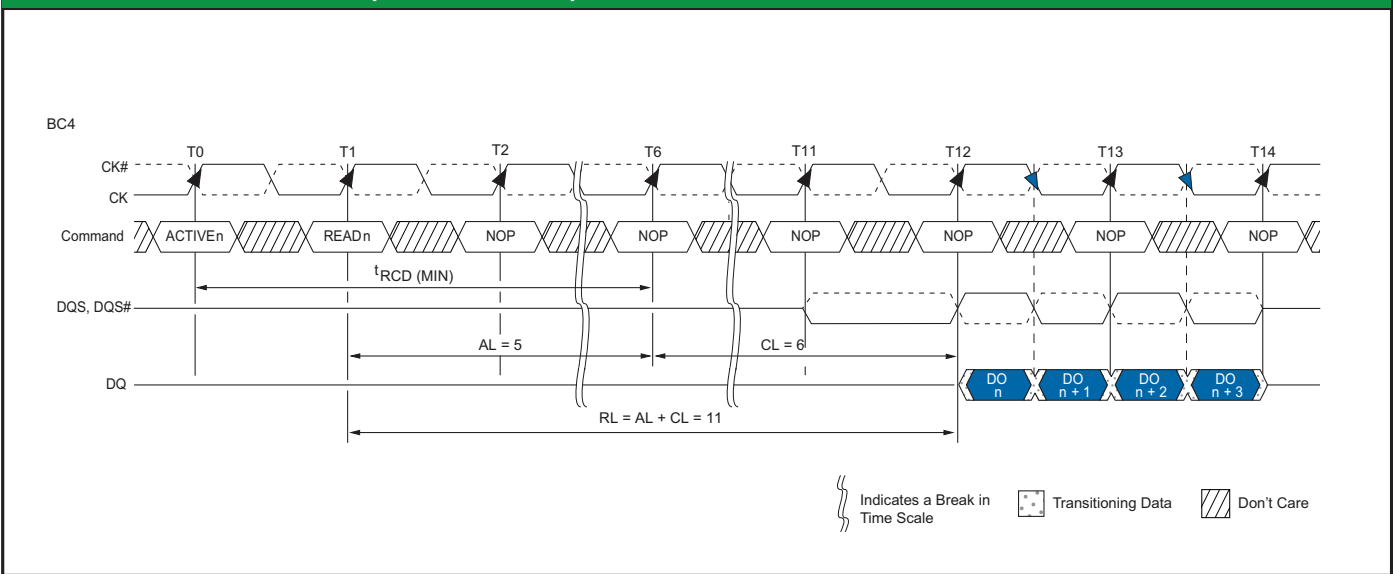 BC4
T0 T1 T2 T6 T11 T12 T13 T14
CK#
CK
Command ACTIVEn READn NOP NOP NOP NOP NOP NOP
tRCD (MIN)
DQS, DQS#
AL = 5 CL = 6
DQ DO n DO n + 1 DO n + 2 DO n + 3
RL = AL + CL = 11
Indicates a Break in
Time Scale
Transitioning Data
Don't Care